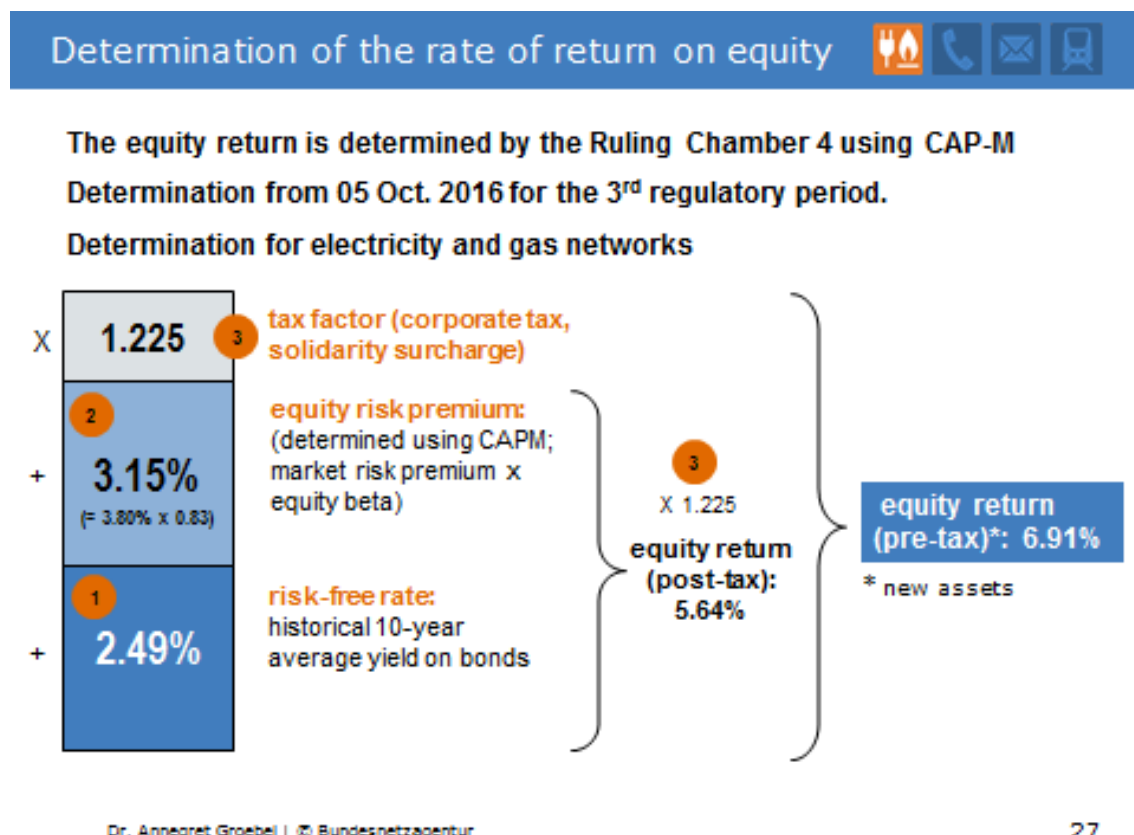 Determination of the rate of return on equity
The equity return is determined by the Ruling Chamber 4 using CAP-M
Determination from 05 Oct. 2016 for the 3rd regulatory period.
Determination for electricity and gas networks
X
1.225
3
tax factor (corporate tax,
solidarity surcharge)
2
+
3.15%
(= 3.80% x 0.83)
equity risk premium:
(determined using CAPM;
market risk premium x
equity beta)
1
+
2.49%
risk-free rate:
historical 10-year
average yield on bonds
3
X 1.225
equity return
(post-tax):
5.64%
equity return
(pre-tax)*: 6.91%
* new assets
Dr. Annegret Groebel | © Bundesnetzagentur
27